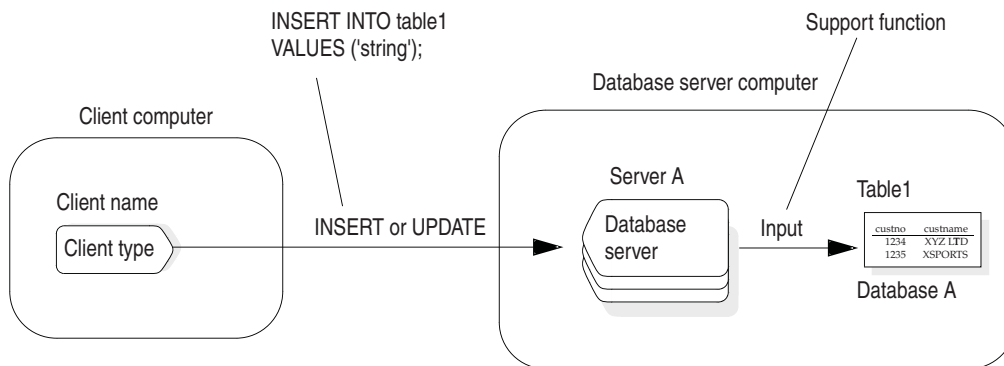 INSERT INTO table1
VALUES ('string');
Support function
Database server computer
Client computer
Server A
Table1
Client name
Client type
INSERT or UPDATE
Database
server
Input
custno custname
1234 XYZ LTD
1235 XSPORTS
Database A